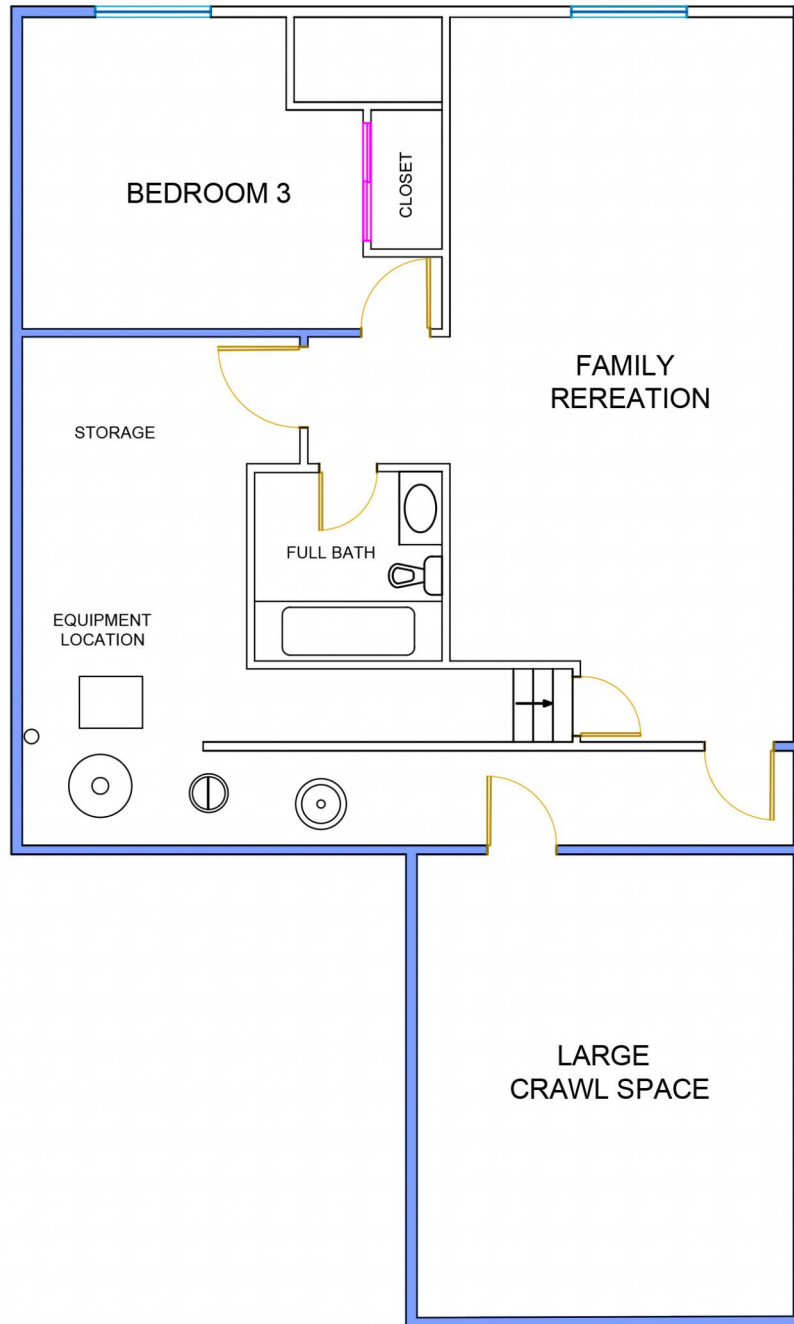 BEDROOM 3
CLOSET
FAMILY
REREATION
STORAGE
FULL BATH
EQUIPMENT
LOCATION
LARGE
CRAWL SPACE